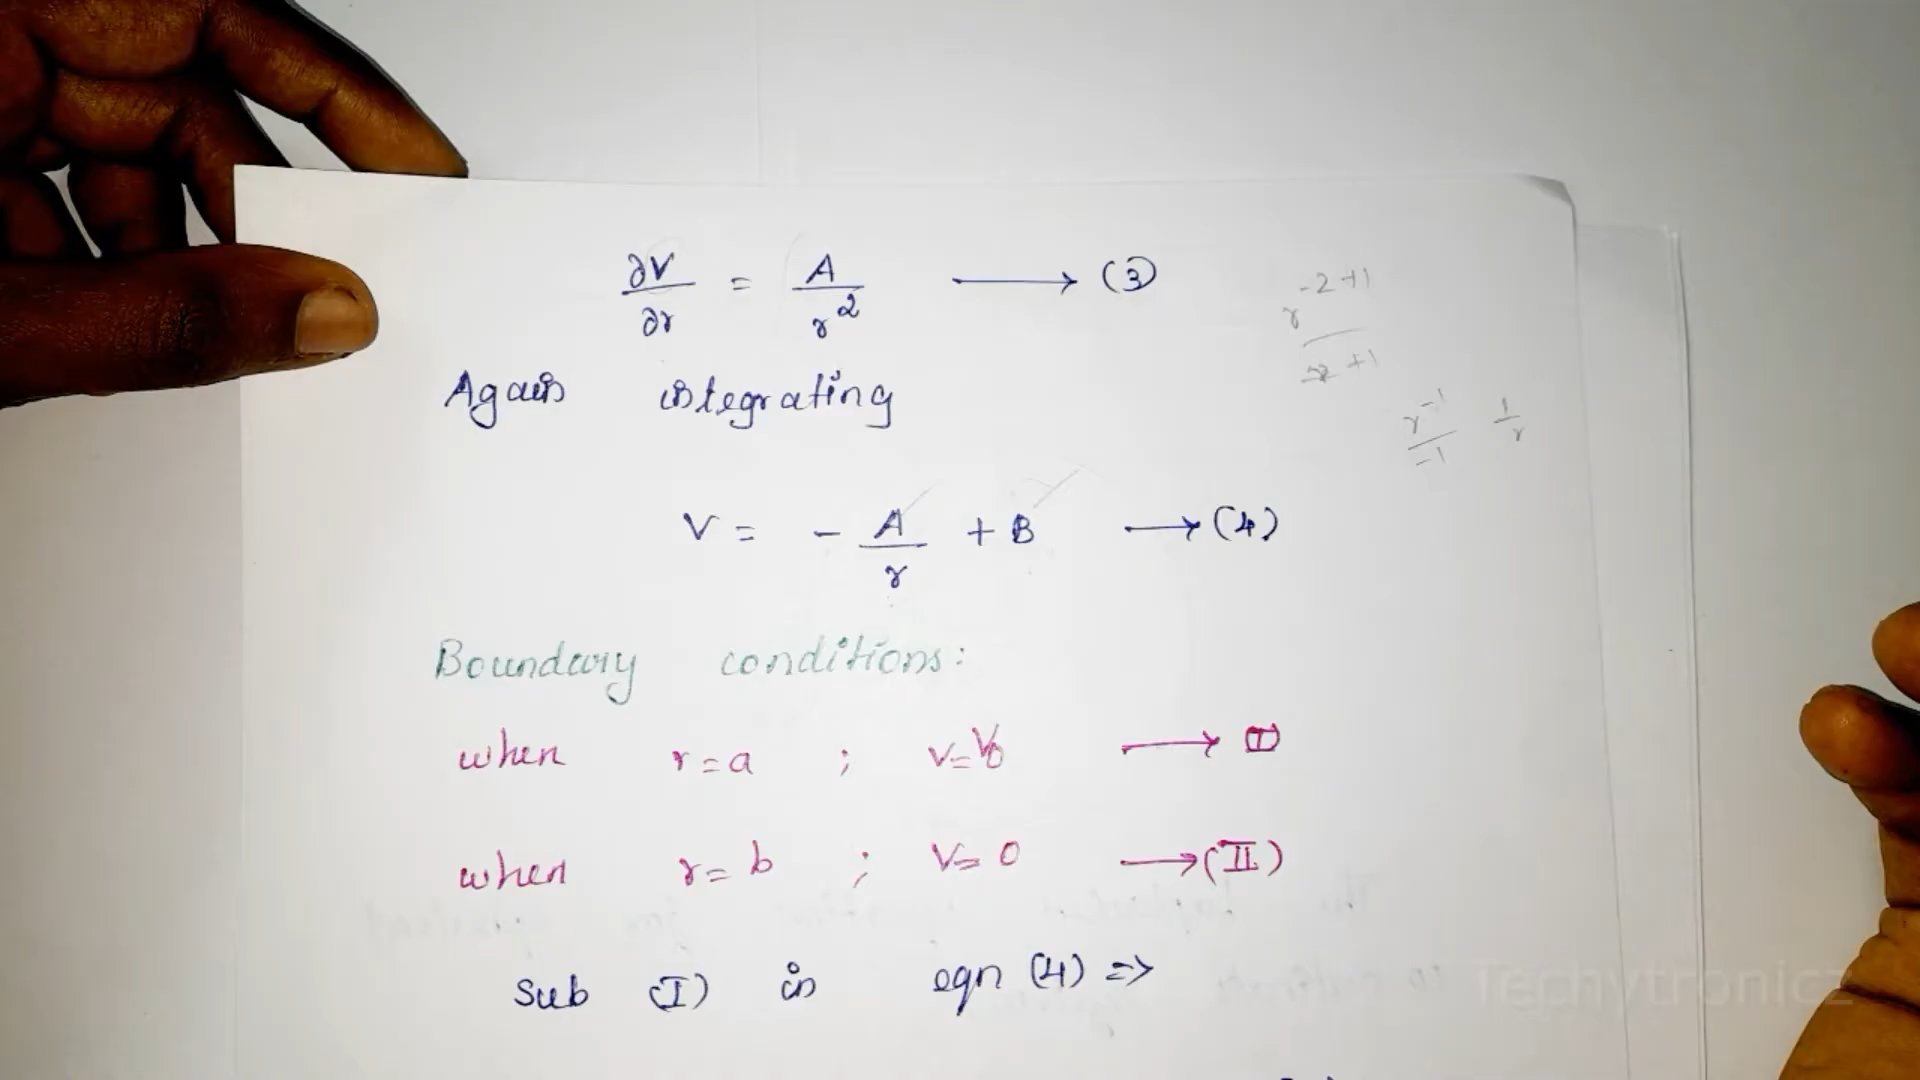 ∂V/∂r = A/r² ⟶ (3)
r^(-2+1)/(-2+1)
Again integrating
r⁻¹/-1 1/r
V = - A/r + B ⟶ (4)
Boundary conditions:
when r=a ; V=V₀ ⟶ (I)
when r=b ; V=0 ⟶ (II)
Sub (I) in eqn (4) =>
Techytronicz